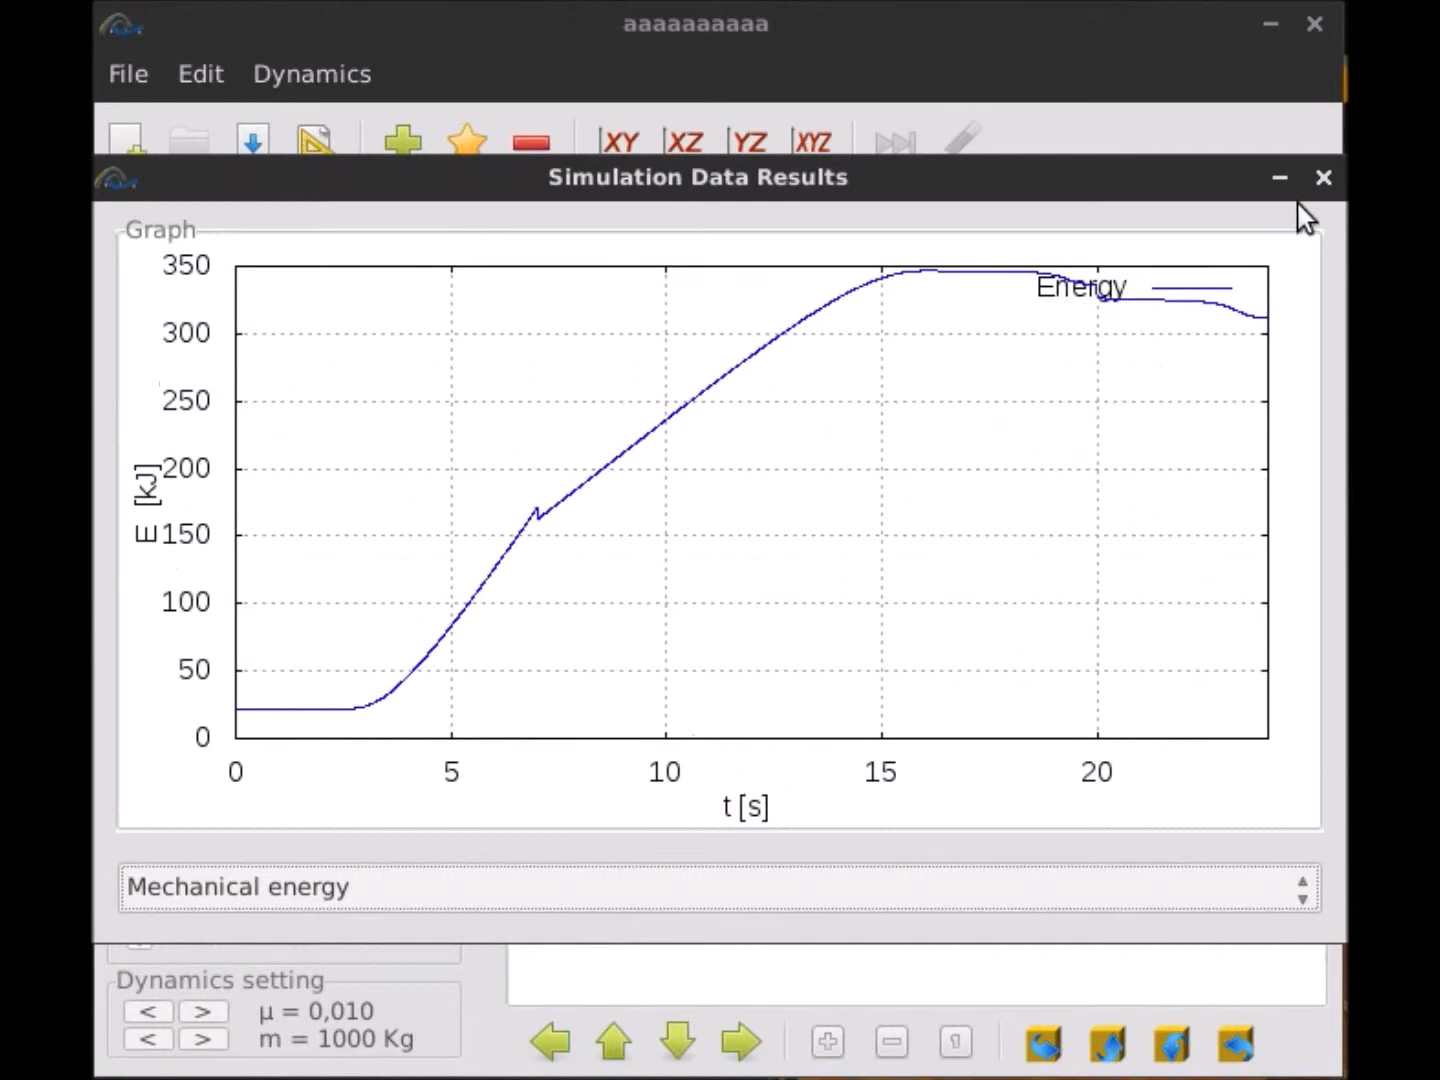 aaaaaaaaaa
File Edit Dynamics
XY XZ YZ XYZ
Simulation Data Results
Graph
350
300
250
200
150
100
50
0
E [kJ]
Energy
0 5 10 15 20
t [s]
Mechanical energy
Dynamics setting
< > μ = 0,010
< > m = 1000 Kg